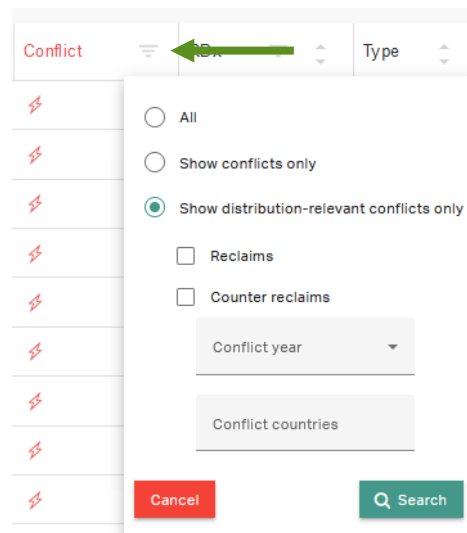 Conflict
Type
All
Show conflicts only
Show distribution-relevant conflicts only
Reclaims
Counter reclaims
Conflict year
Conflict countries
Cancel
Search